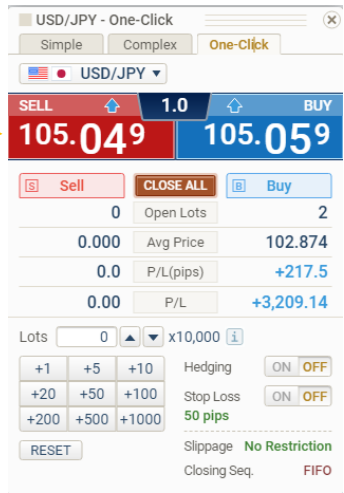 USD/JPY - One-Click
Simple Complex One-Click
USD/JPY
SELL 1.0 BUY
105.049 105.059
S Sell CLOSE ALL B Buy
0 Open Lots 2
0.000 Avg Price 102.874
0.0 P/L(pips) +217.5
0.00 P/L +3,209.14
Lots 0 x10,000 i
+1 +5 +10 Hedging ON OFF
+20 +50 +100 Stop Loss ON OFF
+200 +500 +1000 50 pips
RESET Slippage No Restriction
Closing Seq. FIFO